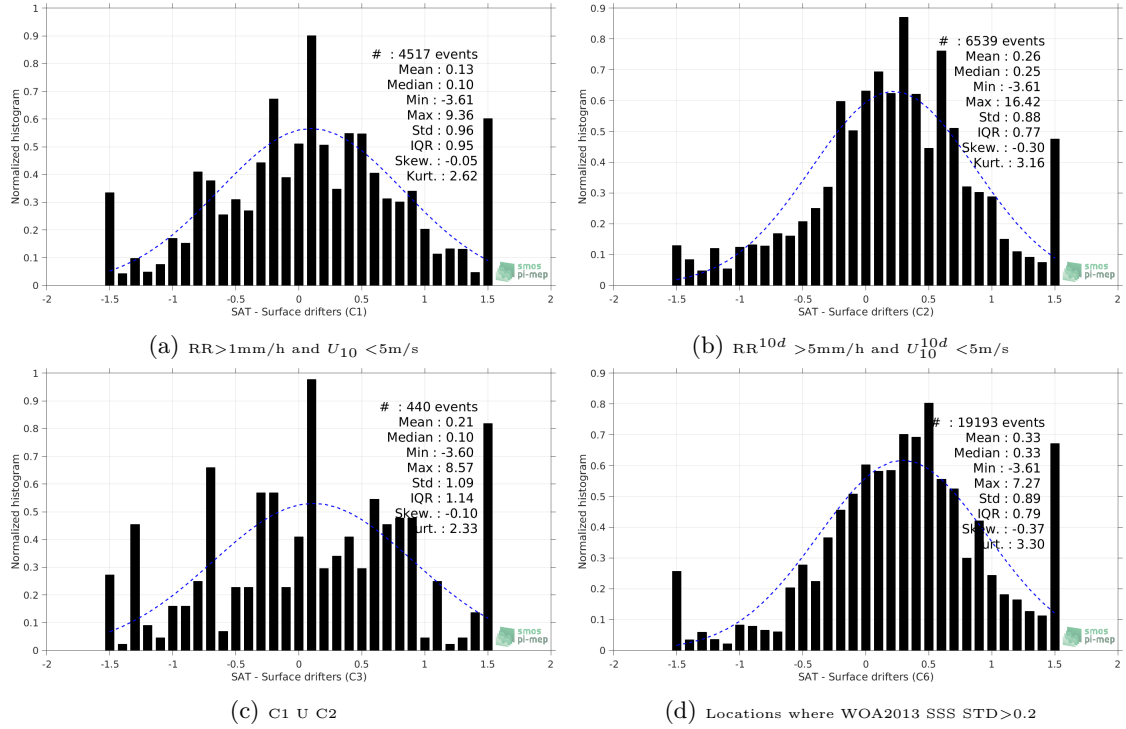 1
0.9
0.8
0.7
0.6
0.5
0.4
0.3
0.2
0.1
0
Normalized histogram
# : 4517 events
Mean : 0.13
Median : 0.10
Min : -3.61
Max : 9.36
Std : 0.96
IQR : 0.95
Skew. : -0.05
Kurt. : 2.62
smos
pi-mep
-2 -1.5 -1 -0.5 0 0.5 1 1.5 2
SAT - Surface drifters (C1)
(a) RR>1mm/h and U10 <5m/s
0.9
0.8
0.7
0.6
0.5
0.4
0.3
0.2
0.1
0
Normalized histogram
# : 6539 events
Mean : 0.26
Median : 0.25
Min : -3.61
Max : 16.42
Std : 0.88
IQR : 0.77
Skew. : -0.30
Kurt. : 3.16
smos
pi-mep
-2 -1.5 -1 -0.5 0 0.5 1 1.5 2
SAT - Surface drifters (C2)
(b) RR10d >5mm/h and U10d10 <5m/s
1
0.9
0.8
0.7
0.6
0.5
0.4
0.3
0.2
0.1
0
Normalized histogram
# : 440 events
Mean : 0.21
Median : 0.10
Min : -3.60
Max : 8.57
Std : 1.09
IQR : 1.14
Skew. : -0.10
Kurt. : 2.33
smos
pi-mep
-2 -1.5 -1 -0.5 0 0.5 1 1.5 2
SAT - Surface drifters (C3)
(c) C1 U C2
0.9
0.8
0.7
0.6
0.5
0.4
0.3
0.2
0.1
0
Normalized histogram
# : 19193 events
Mean : 0.33
Median : 0.33
Min : -3.61
Max : 7.27
Std : 0.89
IQR : 0.79
Skew. : -0.37
Kurt. : 3.30
smos
pi-mep
-2 -1.5 -1 -0.5 0 0.5 1 1.5 2
SAT - Surface drifters (C6)
(d) Locations where WOA2013 SSS STD>0.2